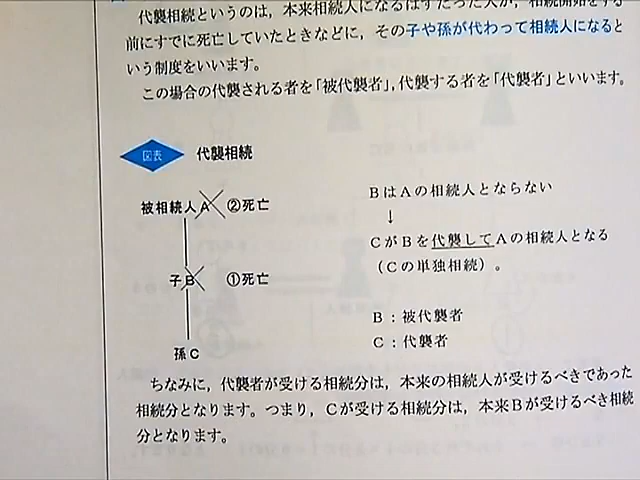 代襲相続というのは，本来相続人になるはずだった人が，相続開始をする
前にすでに死亡していたときなどに，その子や孫が代わって相続人になると
いう制度をいいます。
この場合の代襲される者を「被代襲者」，代襲する者を「代襲者」といいます。
図表 代襲相続
被相続人A ②死亡
子B ①死亡
孫C
BはAの相続人とならない
↓
CがBを代襲してAの相続人となる
（Cの単独相続）。
B：被代襲者
C：代襲者
ちなみに，代襲者が受ける相続分は，本来の相続人が受けるべきであった
相続分となります。つまり，Cが受ける相続分は，本来Bが受けるべき相続
分となります。